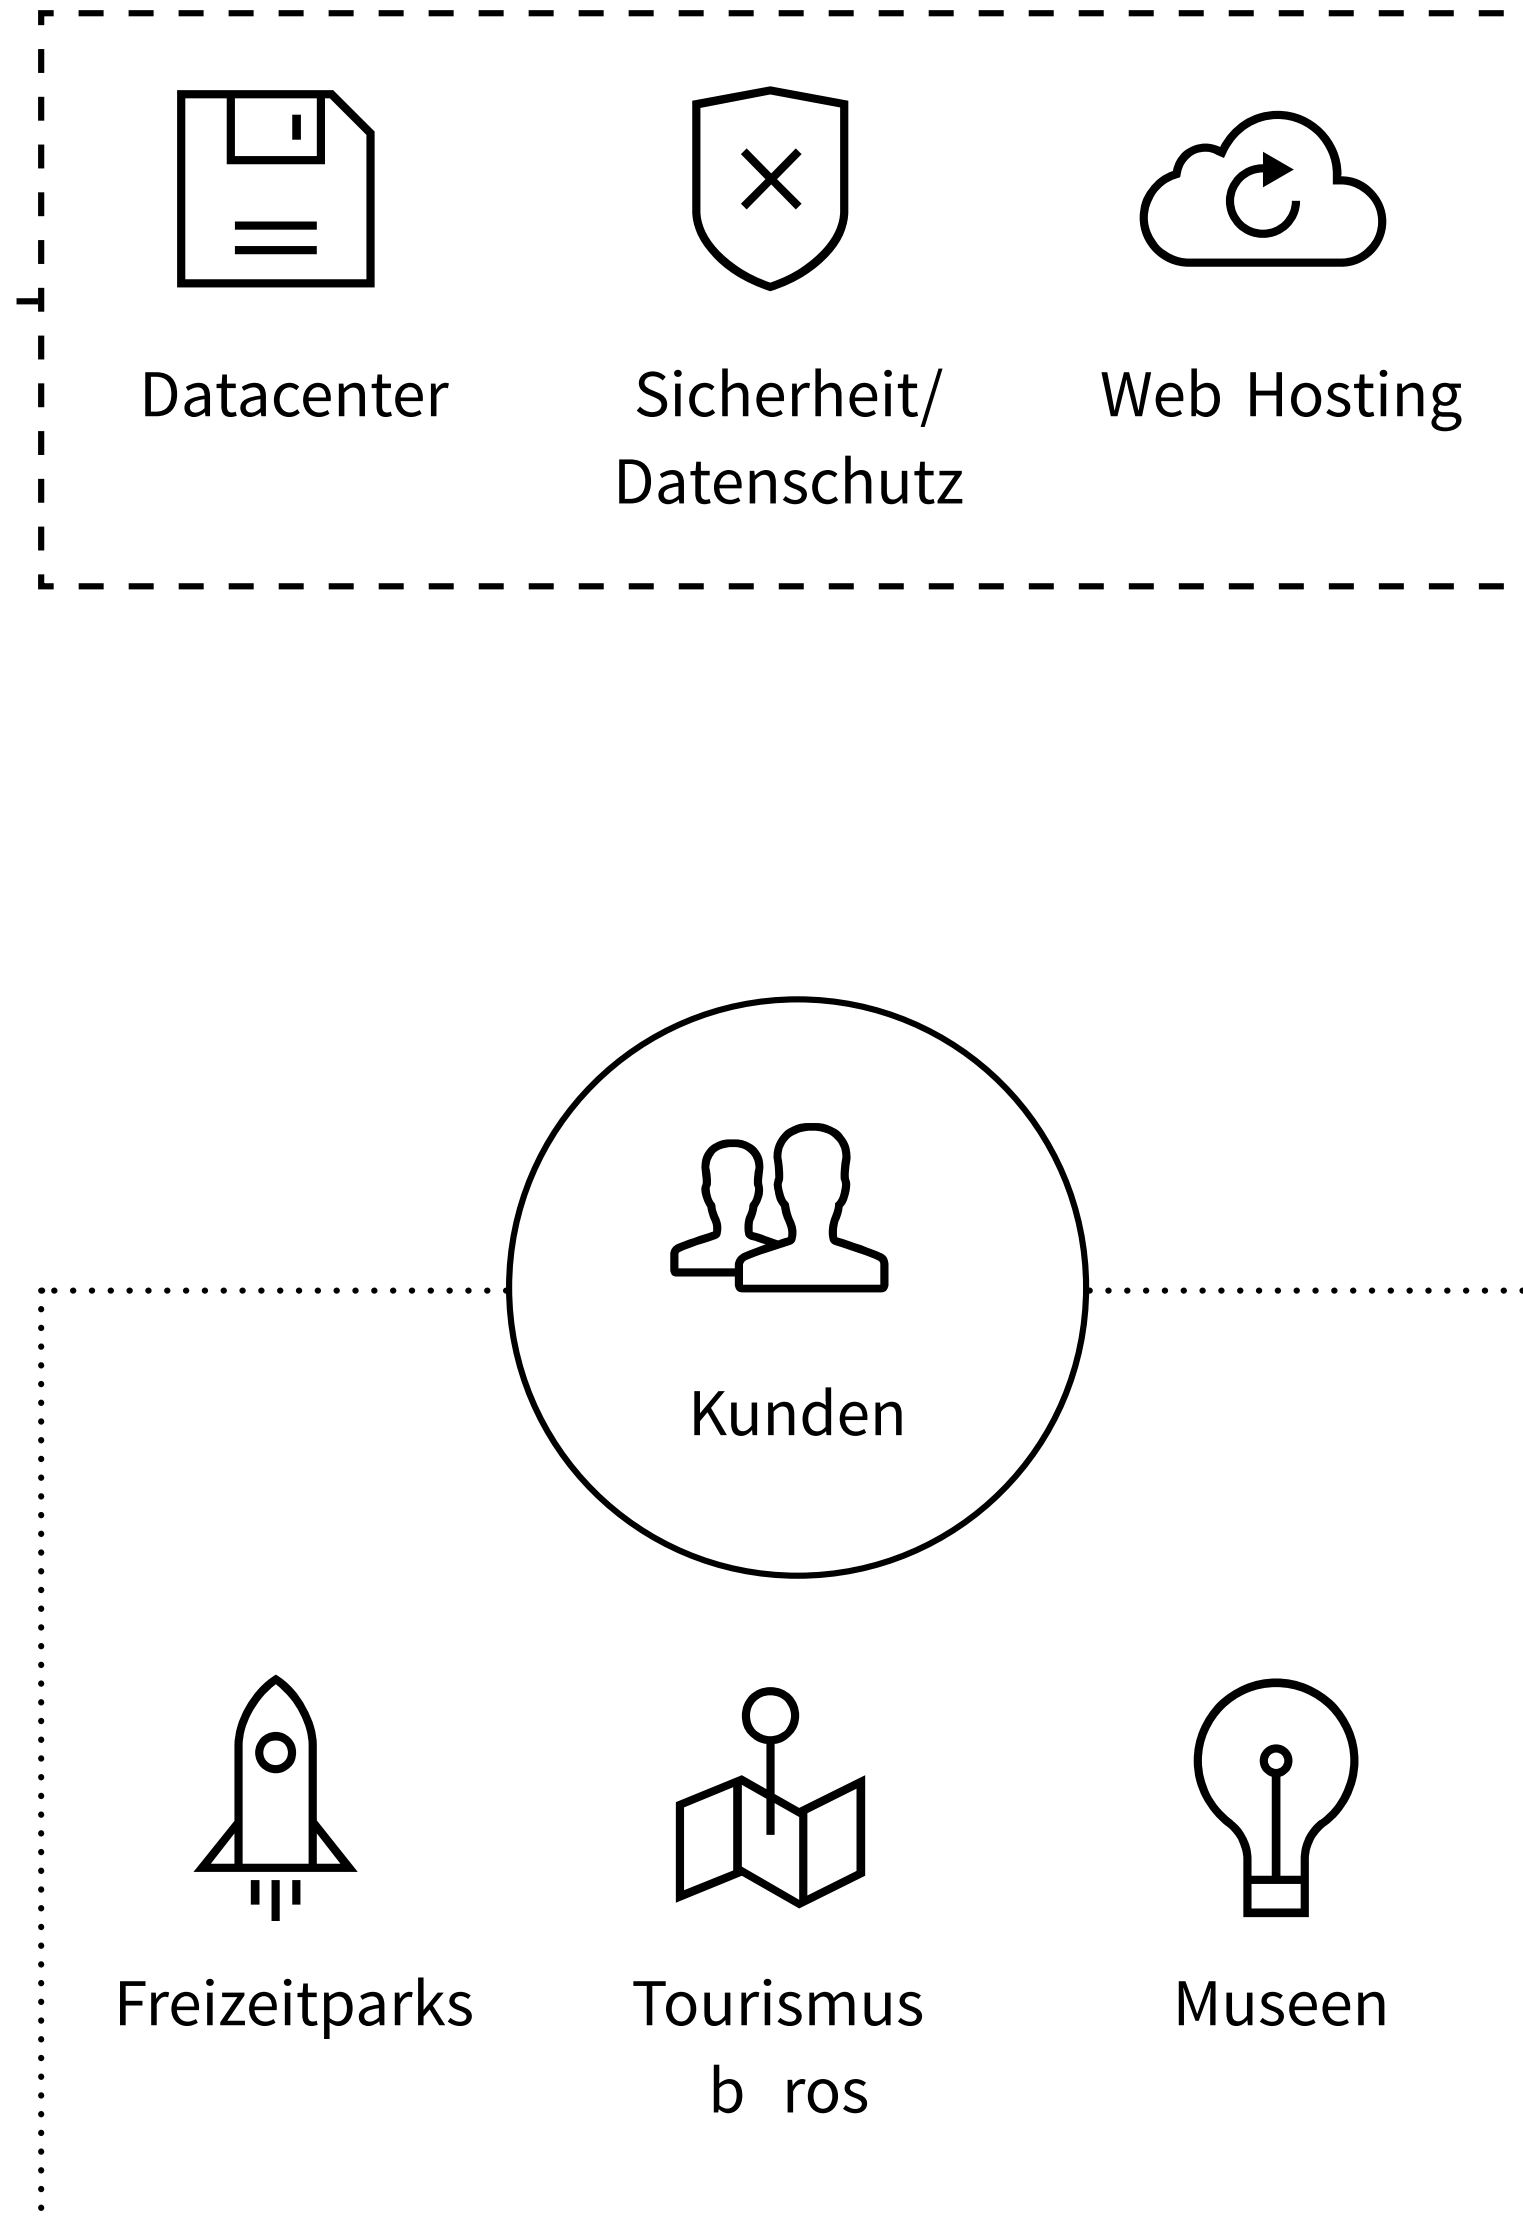 Datacenter
Sicherheit/
Datenschutz
Web Hosting
Kunden
Freizeitparks
Tourismus
b ros
Museen